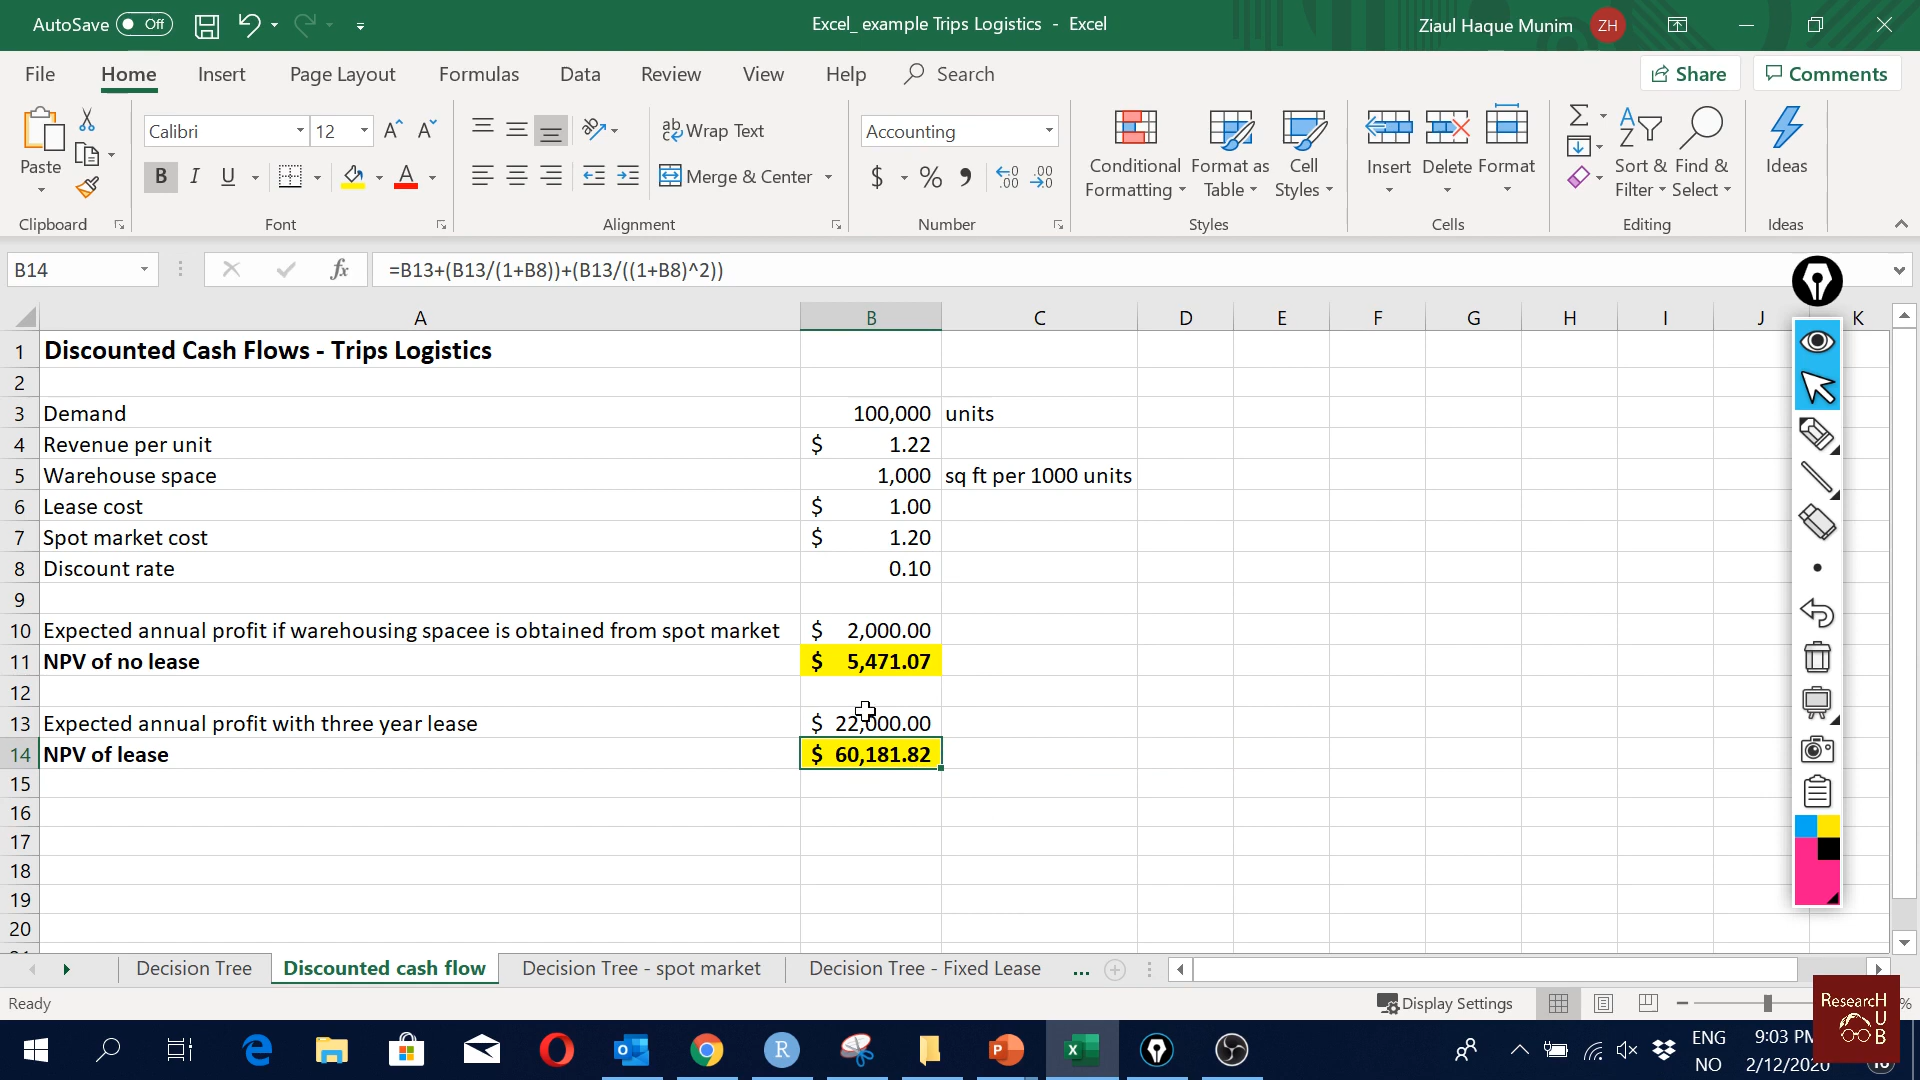 AutoSave Off
Excel_ example Trips Logistics - Excel
Ziaul Haque Munim ZH
File Home Insert Page Layout Formulas Data Review View Help Search
Share Comments
Paste
Clipboard
Calibri 12
B I U
Font
Wrap Text
Merge & Center
Alignment
Accounting
$ % 9 .00 .00
Number
Conditional Formatting
Format as Table
Cell Styles
Styles
Insert Delete Format
Cells
Sort & Filter
Find & Select
Editing
Ideas
Ideas
B14 fx =B13+(B13/(1+B8))+(B13/((1+B8)^2))
A B C D E F G H I J K
1 Discounted Cash Flows - Trips Logistics
2
3 Demand 100,000 units
4 Revenue per unit $ 1.22
5 Warehouse space 1,000 sq ft per 1000 units
6 Lease cost $ 1.00
7 Spot market cost $ 1.20
8 Discount rate 0.10
9
10 Expected annual profit if warehousing spacee is obtained from spot market $ 2,000.00
11 NPV of no lease $ 5,471.07
12
13 Expected annual profit with three year lease $ 22,000.00
14 NPV of lease $ 60,181.82
15
16
17
18
19
20
Decision Tree Discounted cash flow Decision Tree - spot market Decision Tree - Fixed Lease ...
Ready
Display Settings
%
ResearcH
U
B
ENG
NO
9:03 PM
2/12/2020